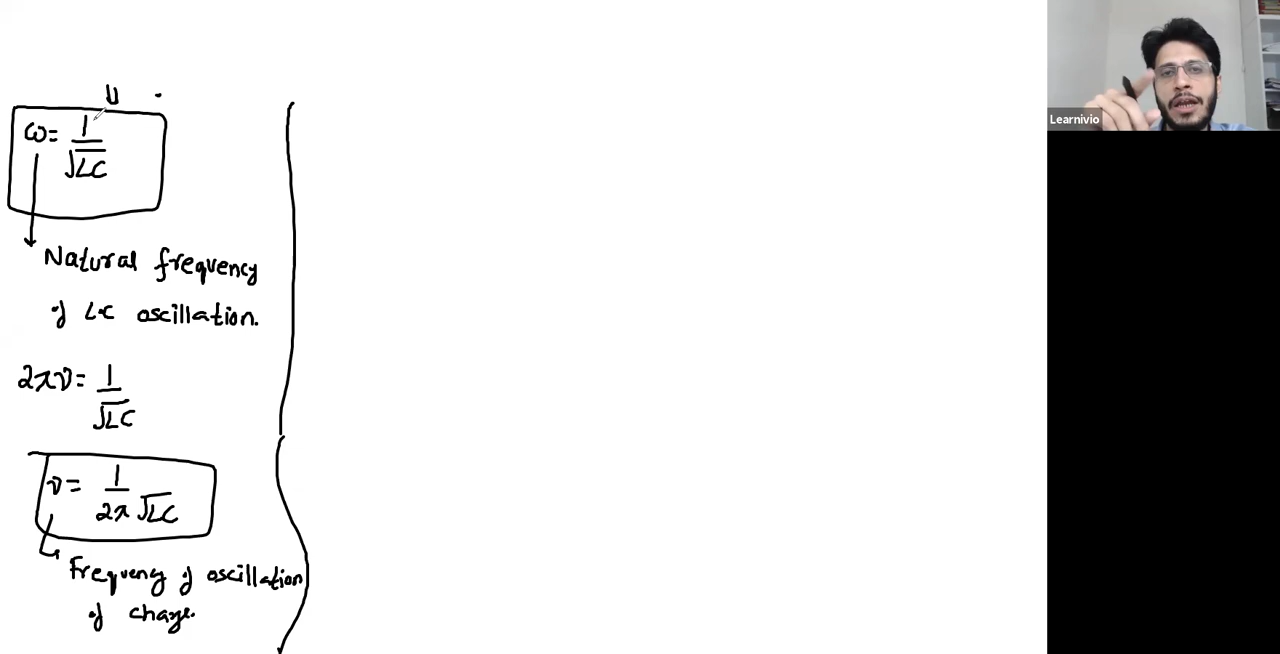 ω = 1/√LC
Natural frequency
of LC oscillation.
2πν = 1/√LC
ν = 1/2π√LC
Frequency of oscillation
of charge.
Learnivio